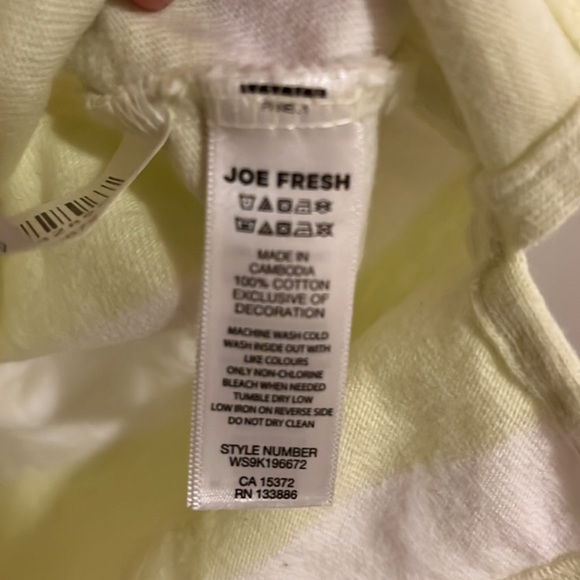 JOE FRESH
MADE IN
CAMBODIA
100% COTTON
EXCLUSIVE OF
DECORATION
MACHINE WASH COLD
WASH INSIDE OUT WITH
LIKE COLOURS
ONLY NON-CHLORINE
BLEACH WHEN NEEDED
TUMBLE DRY LOW
LOW IRON ON REVERSE SIDE
DO NOT DRY CLEAN
STYLE NUMBER
WS9K196672
CA 15372
RN 133886